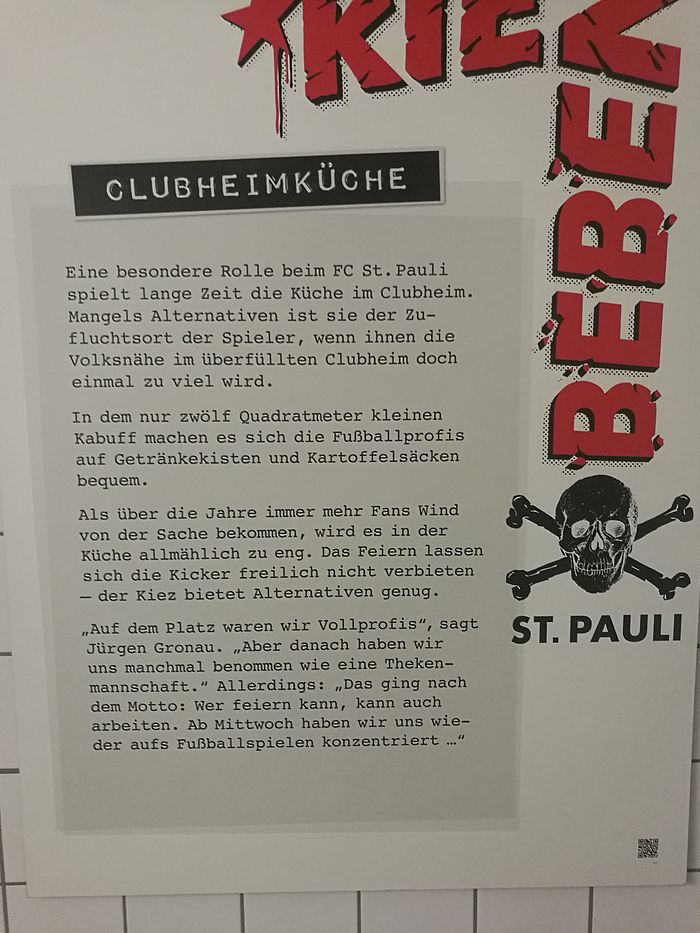 KIEZ
BEBEN
CLUBHEIMKÜCHE
Eine besondere Rolle beim FC St. Pauli
spielt lange Zeit die Küche im Clubheim.
Mangels Alternativen ist sie der Zu-
fluchtsort der Spieler, wenn ihnen die
Volksnähe im überfüllten Clubheim doch
einmal zu viel wird.
In dem nur zwölf Quadratmeter kleinen
Kabuff machen es sich die Fußballprofis
auf Getränkekisten und Kartoffelsäcken
bequem.
Als über die Jahre immer mehr Fans Wind
von der Sache bekommen, wird es in der
Küche allmählich zu eng. Das Feiern lassen
sich die Kicker freilich nicht verbieten
— der Kiez bietet Alternativen genug.
„Auf dem Platz waren wir Vollprofis“, sagt
Jürgen Gronau. „Aber danach haben wir
uns manchmal benommen wie eine Theken-
mannschaft.“ Allerdings: „Das ging nach
dem Motto: Wer feiern kann, kann auch
arbeiten. Ab Mittwoch haben wir uns wie-
der aufs Fußballspielen konzentriert …“
ST. PAULI